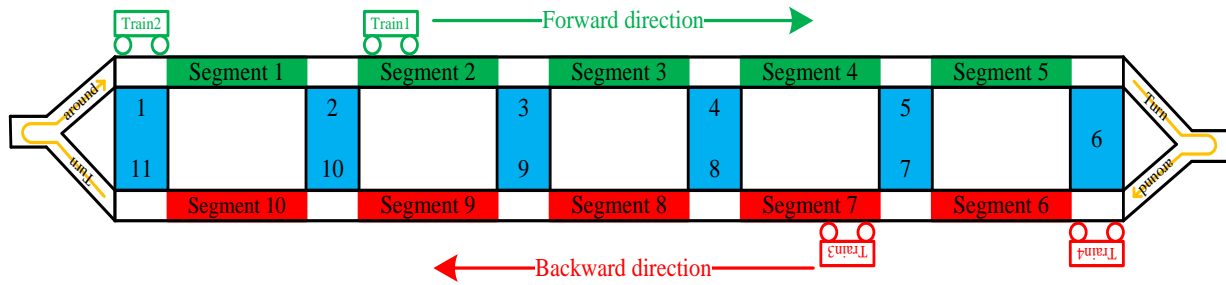 Train2
Train1
Forward direction
Segment 1
Segment 2
Segment 3
Segment 4
Segment 5
around
Turn
1
2
3
4
5
6
11
10
9
8
7
Turn
around
Segment 10
Segment 9
Segment 8
Segment 7
Segment 6
Train3
Train4
Backward direction